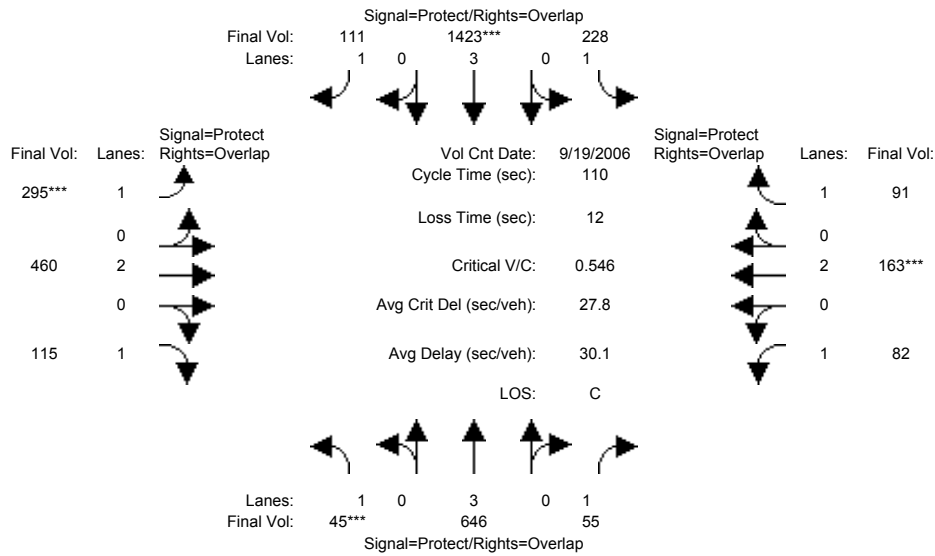 Signal=Protect/Rights=Overlap
Final Vol: 111 1423*** 228
Lanes: 1 0 3 0 1
Signal=Protect Signal=Protect
Final Vol: Lanes: Rights=Overlap Vol Cnt Date: 9/19/2006 Rights=Overlap Lanes: Final Vol:
Cycle Time (sec): 110
295*** 1 1 91
Loss Time (sec): 12
0 0
460 2 Critical V/C: 0.546 2 163***
0 Avg Crit Del (sec/veh): 27.8 0
115 1 Avg Delay (sec/veh): 30.1 1 82
LOS: C
Lanes: 1 0 3 0 1
Final Vol: 45*** 646 55
Signal=Protect/Rights=Overlap